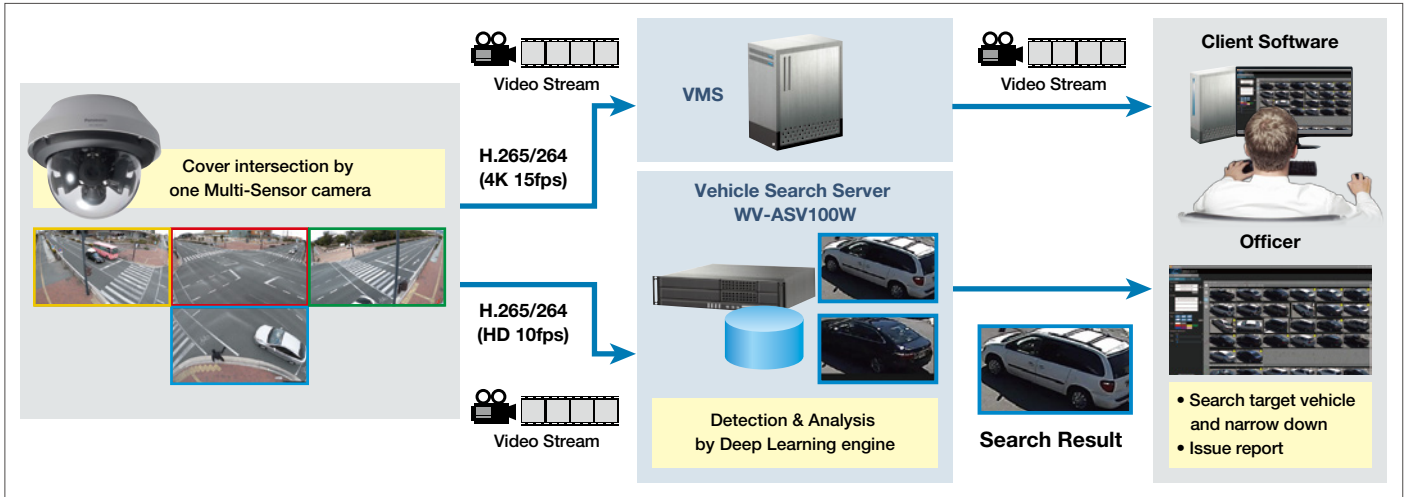 Cover intersection by
one Multi-Sensor camera
Video Stream
H.265/264
(4K 15fps)
H.265/264
(HD 10fps)
Video Stream
VMS
Vehicle Search Server
WV-ASV100W
Detection & Analysis
by Deep Learning engine
Video Stream
Search Result
Client Software
Officer
• Search target vehicle
and narrow down
• Issue report